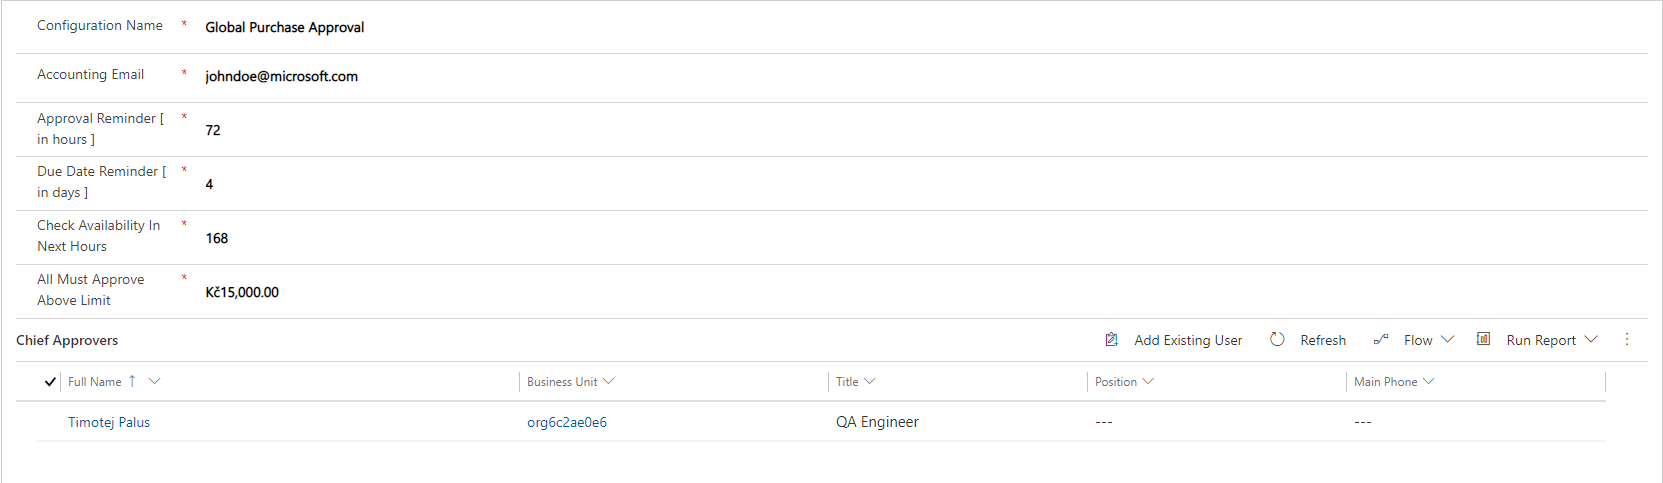 Configuration Name * Global Purchase Approval
Accounting Email * johndoe@microsoft.com
Approval Reminder [ *
in hours ]
72
Due Date Reminder [ *
in days ]
4
Check Availability In *
Next Hours
168
All Must Approve *
Above Limit
Kč15,000.00
Chief Approvers Add Existing User Refresh Flow Run Report
Full Name ↑ Business Unit Title Position Main Phone
Timotej Palus org6c2ae0e6 QA Engineer --- ---